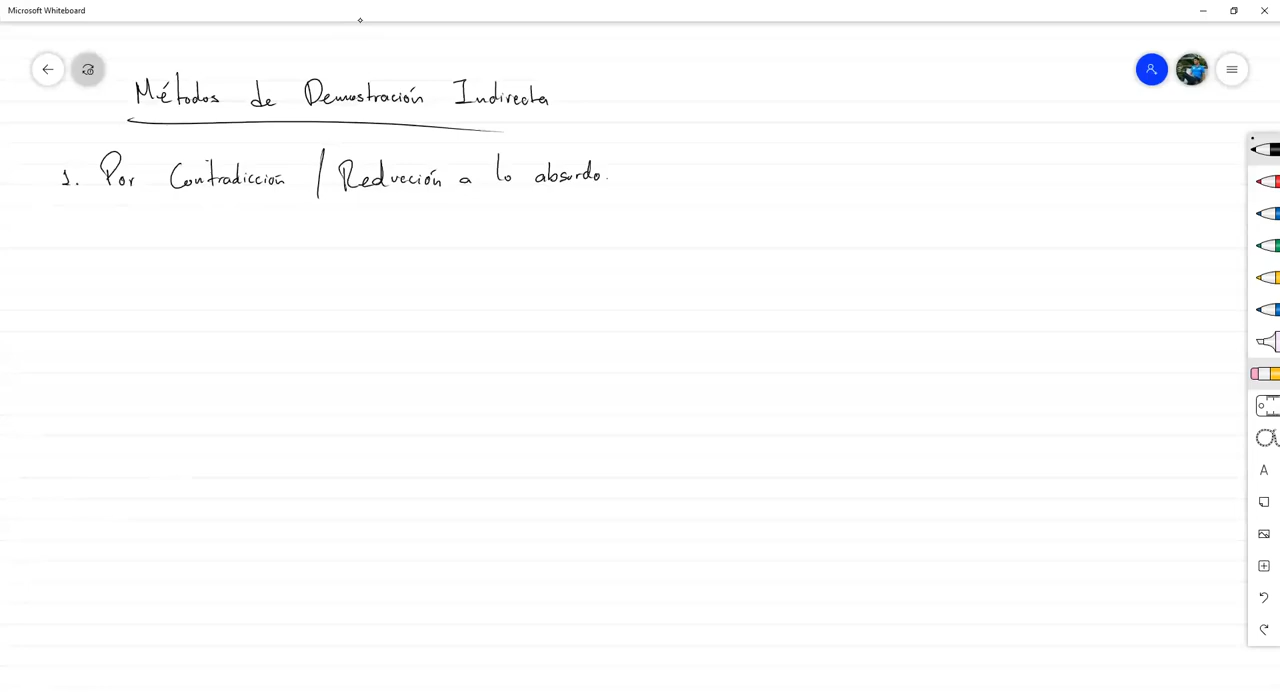 Microsoft Whiteboard
Métodos de Demostración Indirecta
1. Por Contradicción / Reducción a lo absurdo.
A